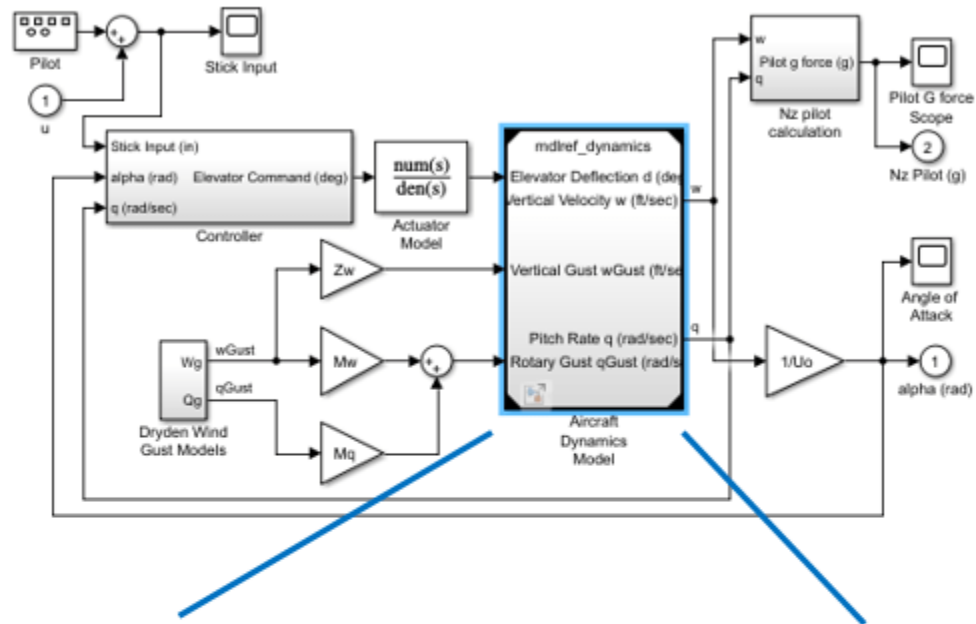 Pilot
+
+
1
u
Stick Input
Stick Input (in)
alpha (rad)
q (rad/sec)
Elevator Command (deg)
Controller
num(s)
den(s)
Actuator
Model
mdlref_dynamics
Elevator Deflection d (deg
Vertical Velocity w (ft/sec)
Vertical Gust wGust (ft/se
Pitch Rate q (rad/sec)
Rotary Gust qGust (rad/s
Aircraft
Dynamics
Model
w
q
w
q
Pilot g force (g)
Nz pilot
calculation
Pilot G force
Scope
2
Nz Pilot (g)
Angle of
Attack
1/Uo
1
alpha (rad)
Zw
Mw
Mq
+
+
Wg
Qg
wGust
qGust
Dryden Wind
Gust Models